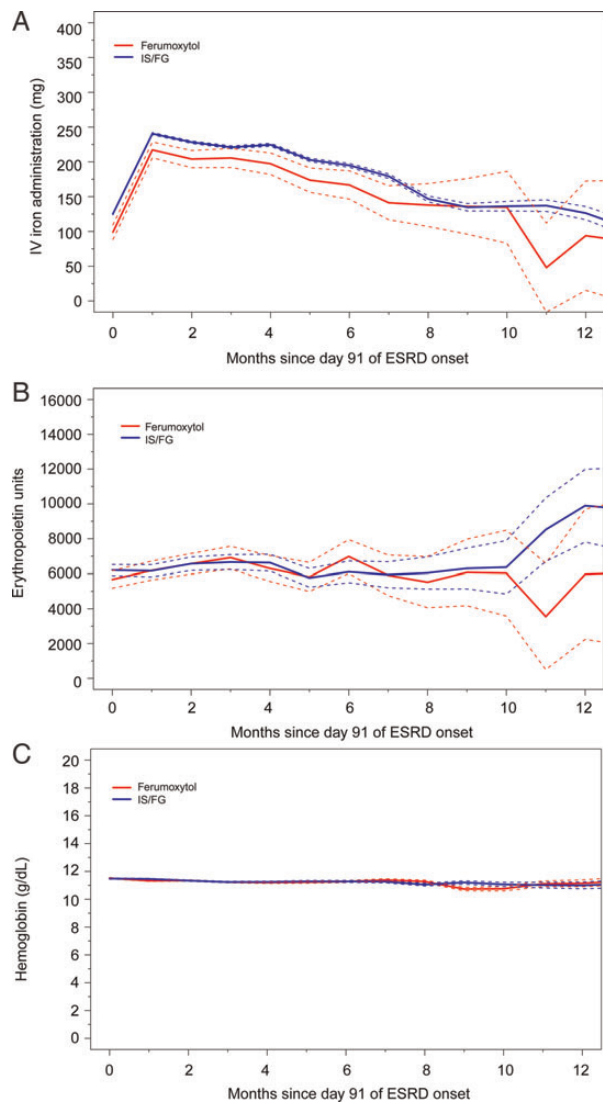 A
Ferumoxytol
IS/FG
IV iron administration (mg)
400
350
300
250
200
150
100
50
0
0 2 4 6 8 10 12
Months since day 91 of ESRD onset
B
Ferumoxytol
IS/FG
Erythropoietin units
16000
14000
12000
10000
8000
6000
4000
2000
0
0 2 4 6 8 10 12
Months since day 91 of ESRD onset
C
Ferumoxytol
IS/FG
Hemoglobin (g/dL)
20
18
16
14
12
10
8
6
4
2
0
0 2 4 6 8 10 12
Months since day 91 of ESRD onset